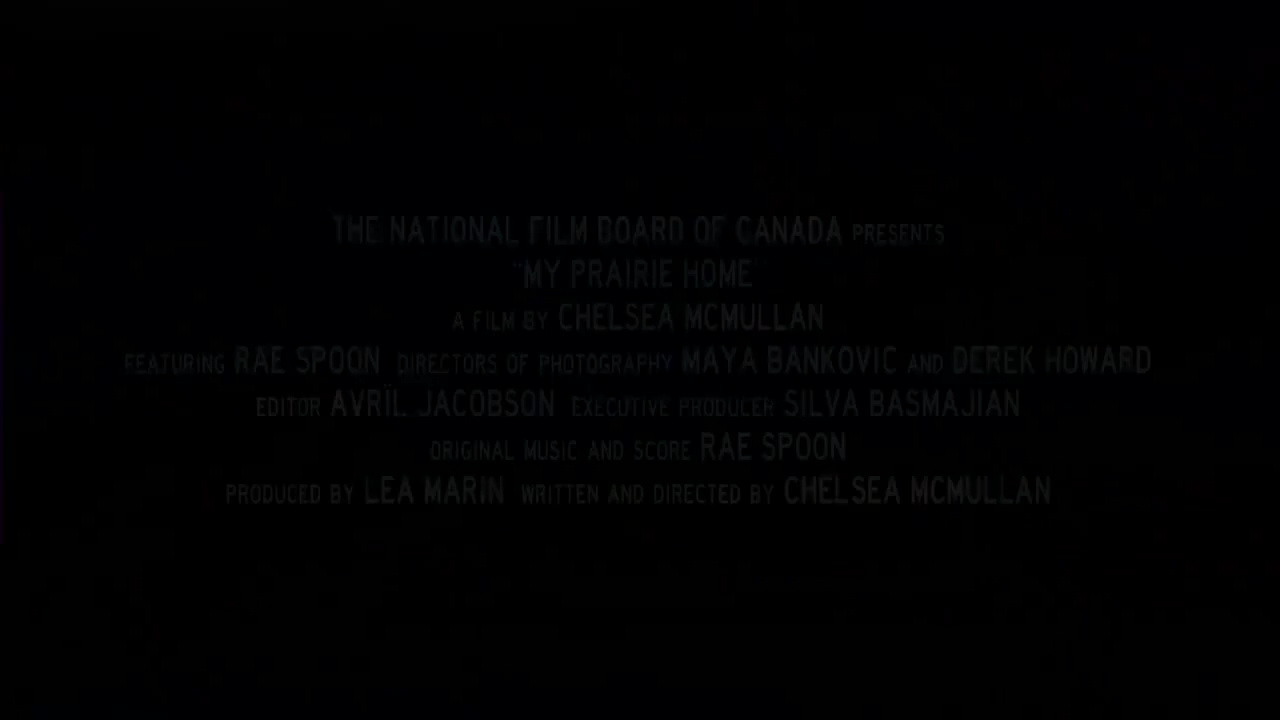 THE NATIONAL FILM BOARD OF CANADA PRESENTS
"MY PRAIRIE HOME"
A FILM BY CHELSEA MCMULLAN
FEATURING RAE SPOON DIRECTORS OF PHOTOGRAPHY MAYA BANKOVIC AND DEREK HOWARD
EDITOR AVRÏL JACOBSON EXECUTIVE PRODUCER SILVA BASMAJIAN
ORIGINAL MUSIC AND SCORE RAE SPOON
PRODUCED BY LEA MARIN WRITTEN AND DIRECTED BY CHELSEA MCMULLAN